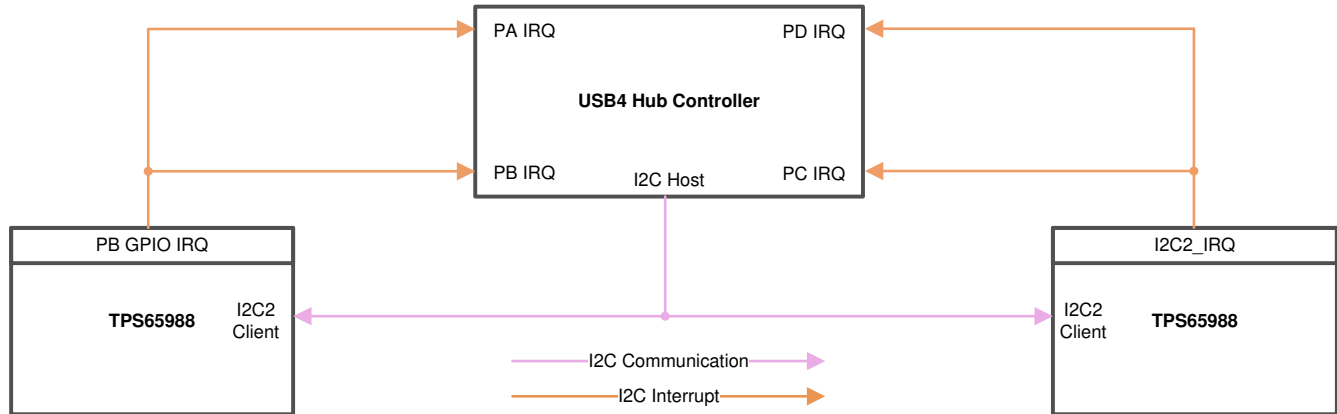 PA IRQ
PD IRQ
USB4 Hub Controller
PB IRQ
I2C Host
PC IRQ
PB GPIO IRQ
I2C2_IRQ
TPS65988
I2C2
Client
I2C2
Client
TPS65988
I2C Communication
I2C Interrupt